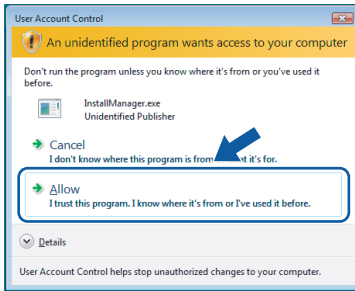 User Account Control
An unidentified program wants access to your computer
Don't run the program unless you know where it's from or you've used it
before.
InstallManager.exe
Unidentified Publisher
Cancel
I don't know where this program is from it's for.
Allow
I trust this program. I know where it's from or I've used it before.
Details
User Account Control helps stop unauthorized changes to your computer.